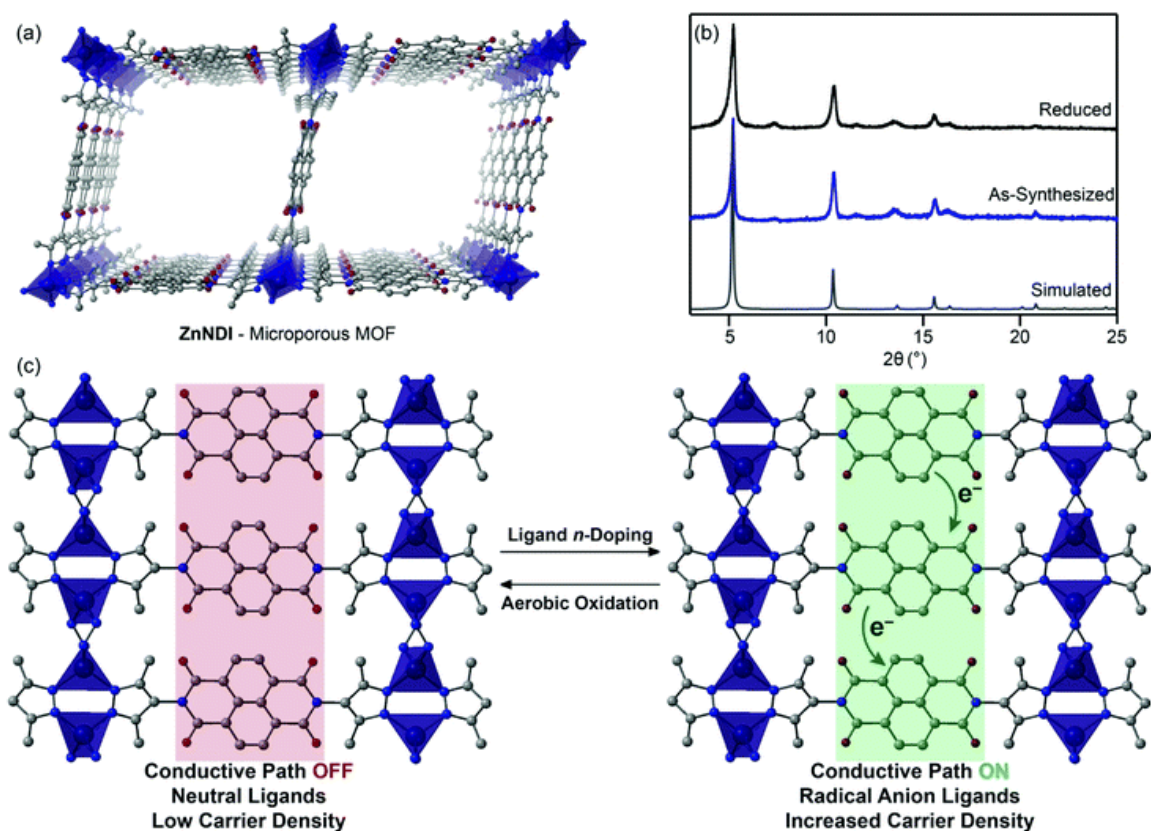 (a)
ZnNDI - Microporous MOF
(b)
Reduced
As-Synthesized
Simulated
5 10 15 20 25
2θ (°)
(c)
e⁻
e⁻
Ligand n-Doping
Aerobic Oxidation
Conductive Path OFF
Neutral Ligands
Low Carrier Density
Conductive Path ON
Radical Anion Ligands
Increased Carrier Density